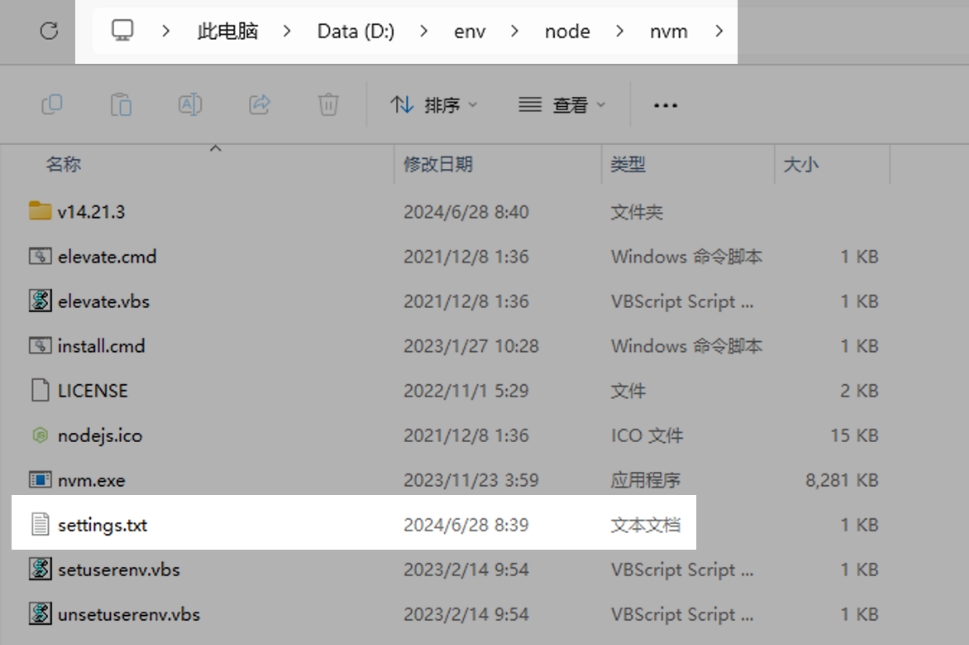 此电脑 > Data (D:) > env > node > nvm >
排序 查看 ...
名称 修改日期 类型 大小
v14.21.3 2024/6/28 8:40 文件夹
elevate.cmd 2021/12/8 1:36 Windows 命令脚本 1 KB
elevate.vbs 2021/12/8 1:36 VBScript Script ... 1 KB
install.cmd 2023/1/27 10:28 Windows 命令脚本 1 KB
LICENSE 2022/11/1 5:29 文件 2 KB
nodejs.ico 2021/12/8 1:36 ICO 文件 15 KB
nvm.exe 2023/11/23 3:59 应用程序 8,281 KB
settings.txt 2024/6/28 8:39 文本文档 1 KB
setuserenv.vbs 2023/2/14 9:54 VBScript Script ... 1 KB
unsetuserenv.vbs 2023/2/14 9:54 VBScript Script ... 1 KB